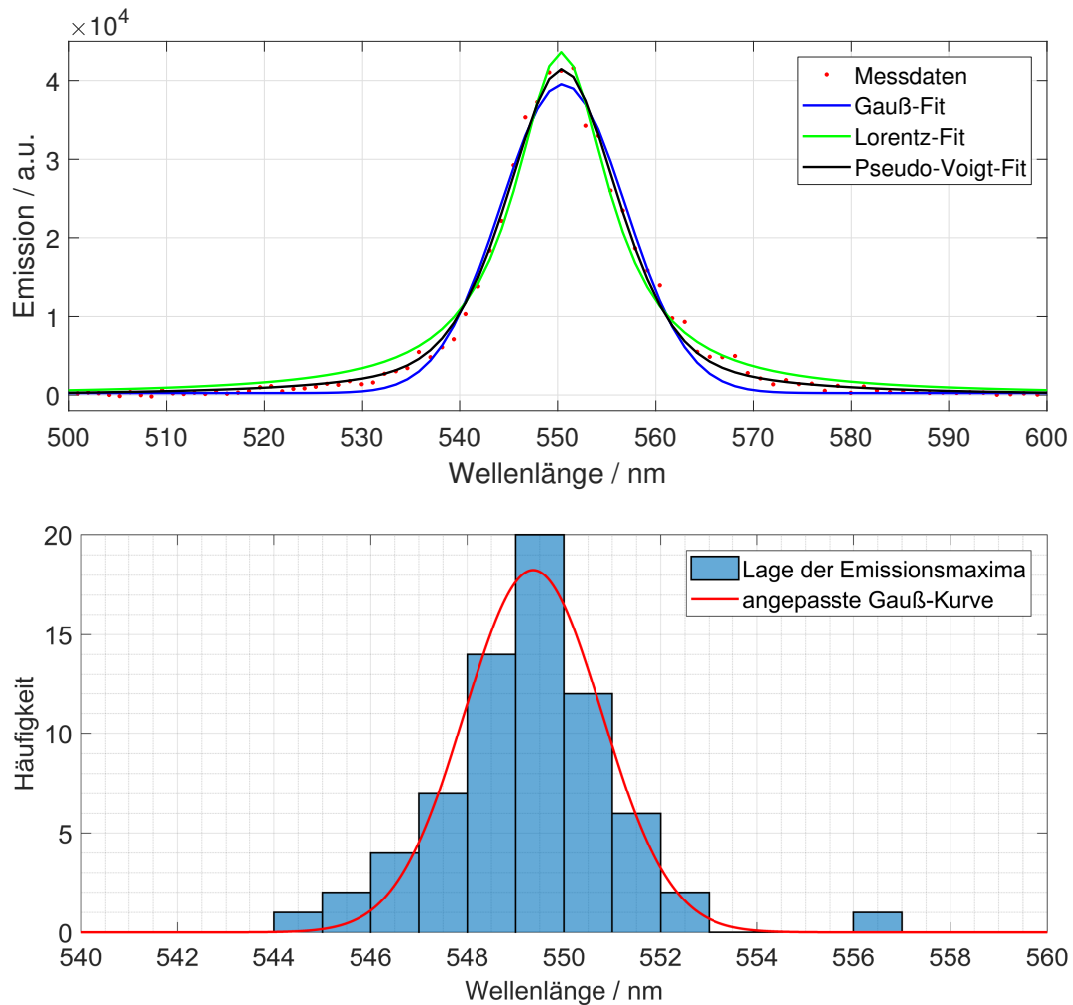 ×10⁴
4
3
2
1
0
Emission / a.u.
Messdaten
Gauß-Fit
Lorentz-Fit
Pseudo-Voigt-Fit
500 510 520 530 540 550 560 570 580 590 600
Wellenlänge / nm
20
15
10
5
0
Häufigkeit
Lage der Emissionsmaxima
angepasste Gauß-Kurve
540 542 544 546 548 550 552 554 556 558 560
Wellenlänge / nm